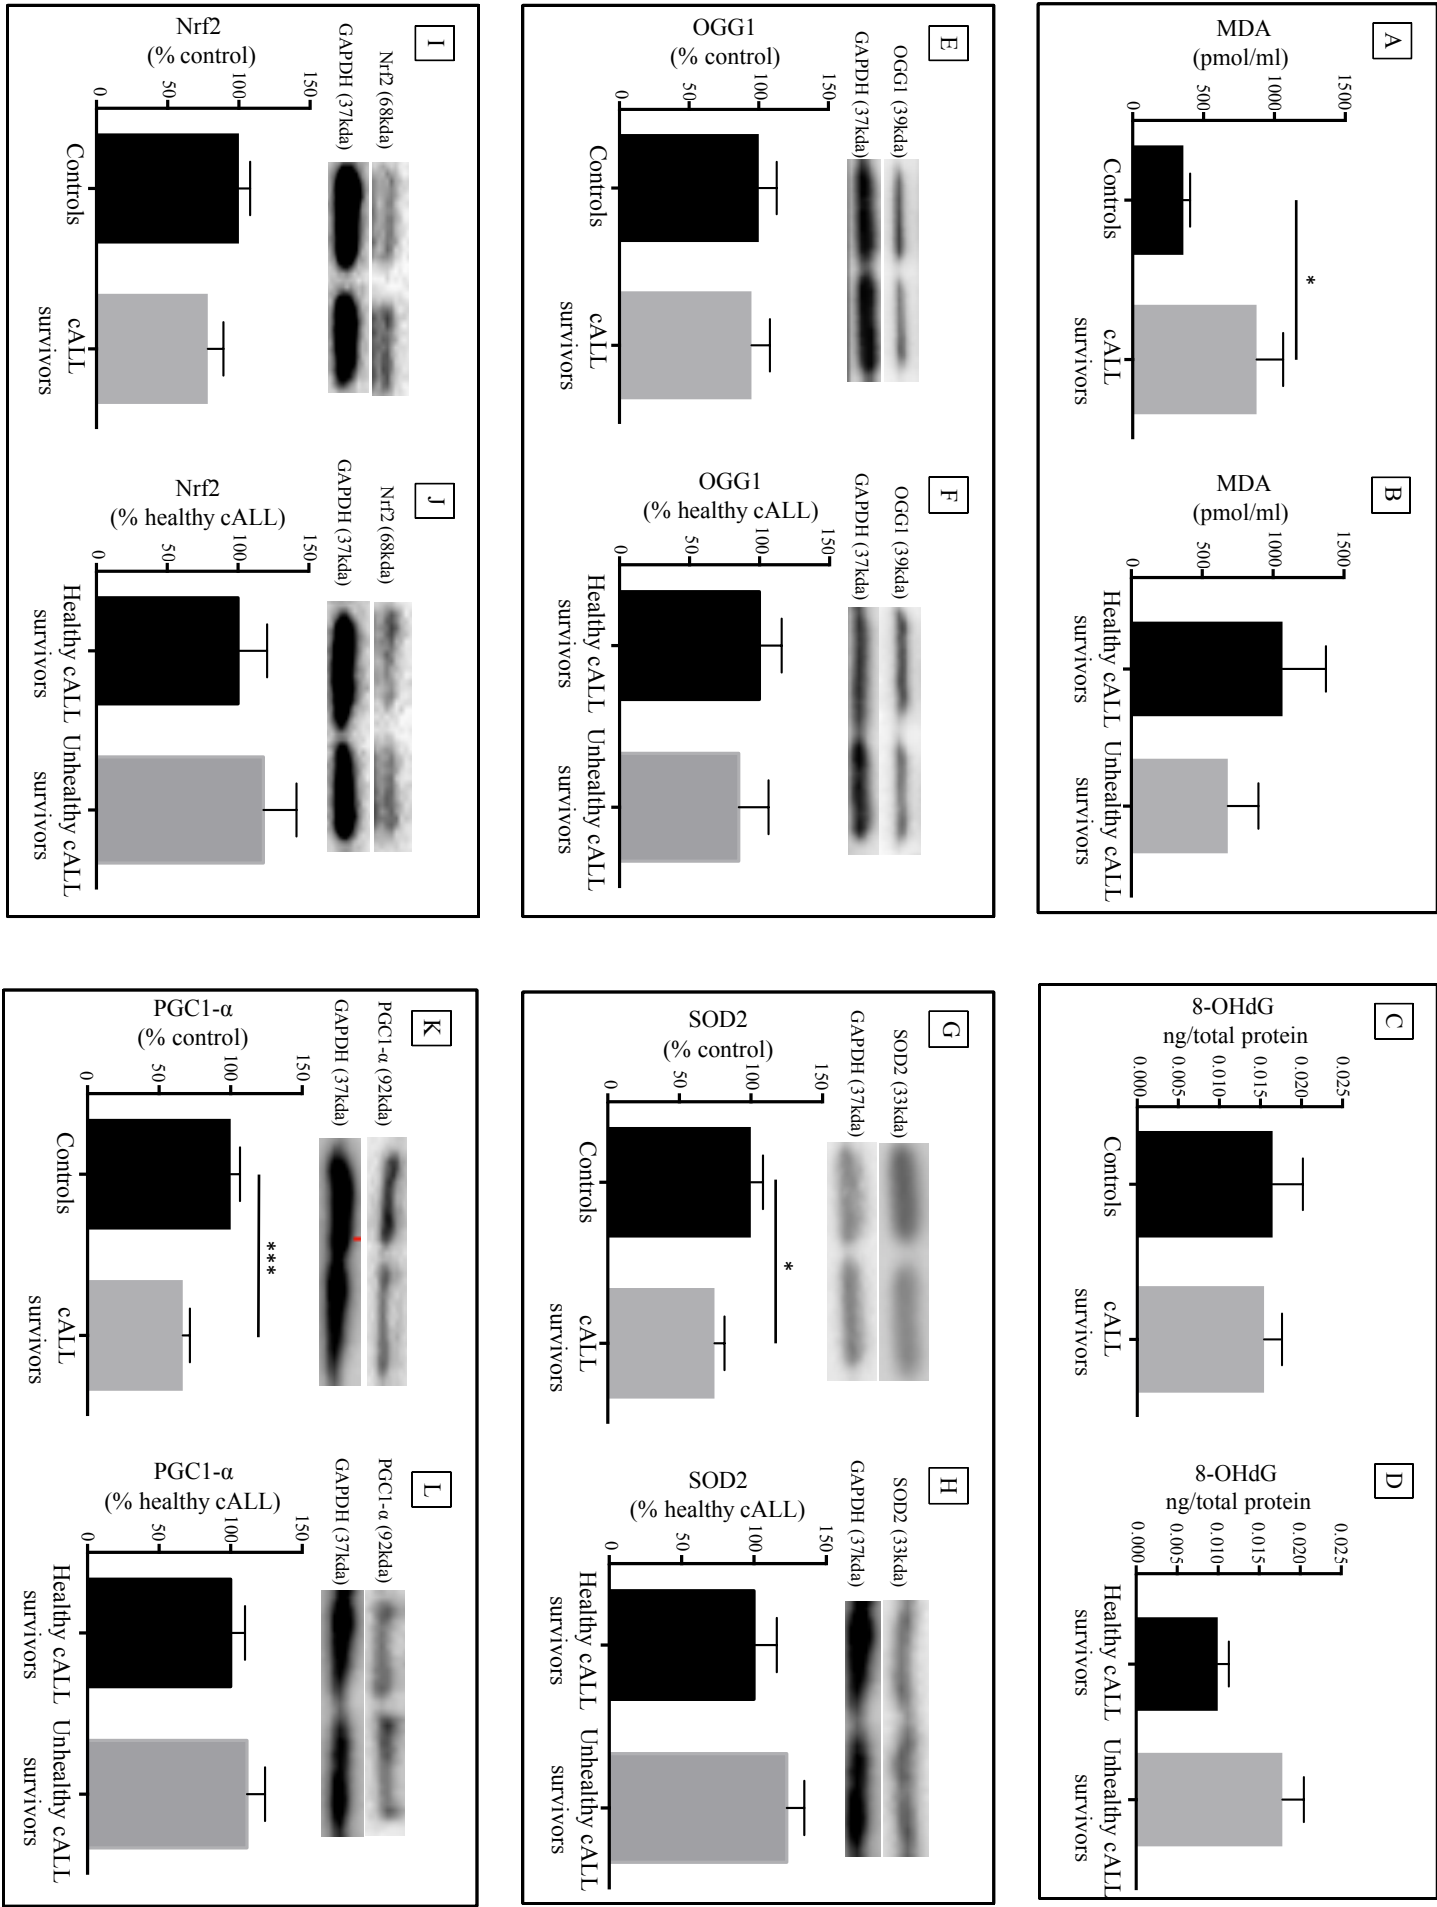 A
MDA
(pmol/ml)
1500
1000
500
0
*
Controls
cALL
survivors
B
MDA
(pmol/ml)
1500
1000
500
0
Healthy cALL
survivors
Unhealthy cALL
survivors
C
8-OHdG
ng/total protein
0.025
0.020
0.015
0.010
0.005
0.000
Controls
cALL
survivors
D
8-OHdG
ng/total protein
0.025
0.020
0.015
0.010
0.005
0.000
Healthy cALL
survivors
Unhealthy cALL
survivors
E
OGG1 (39kda)
GAPDH (37kda)
OGG1
(% control)
150
100
50
0
Controls
cALL
survivors
F
OGG1 (39kda)
GAPDH (37kda)
OGG1
(% healthy cALL)
150
100
50
0
Healthy cALL
survivors
Unhealthy cALL
survivors
G
SOD2 (33kda)
GAPDH (37kda)
SOD2
(% control)
150
100
50
0
*
Controls
cALL
survivors
H
SOD2 (33kda)
GAPDH (37kda)
SOD2
(% healthy cALL)
150
100
50
0
Healthy cALL
survivors
Unhealthy cALL
survivors
I
Nrf2 (68kda)
GAPDH (37kda)
Nrf2
(% control)
150
100
50
0
Controls
cALL
survivors
J
Nrf2 (68kda)
GAPDH (37kda)
Nrf2
(% healthy cALL)
150
100
50
0
Healthy cALL
survivors
Unhealthy cALL
survivors
K
PGC1-α (92kda)
GAPDH (37kda)
PGC1-α
(% control)
150
100
50
0
***
Controls
cALL
survivors
L
PGC1-α (92kda)
GAPDH (37kda)
PGC1-α
(% healthy cALL)
150
100
50
0
Healthy cALL
survivors
Unhealthy cALL
survivors